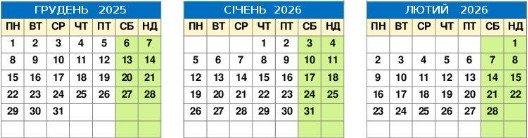 ГРУДЕНЬ 2025
ПН ВТ СР ЧТ ПТ СБ НД
1 2 3 4 5 6 7
8 9 10 11 12 13 14
15 16 17 18 19 20 21
22 23 24 25 26 27 28
29 30 31
СІЧЕНЬ 2026
ПН ВТ СР ЧТ ПТ СБ НД
1 2 3 4
5 6 7 8 9 10 11
12 13 14 15 16 17 18
19 20 21 22 23 24 25
26 27 28 29 30 31
ЛЮТИЙ 2026
ПН ВТ СР ЧТ ПТ СБ НД
1
2 3 4 5 6 7 8
9 10 11 12 13 14 15
16 17 18 19 20 21 22
23 24 25 26 27 28